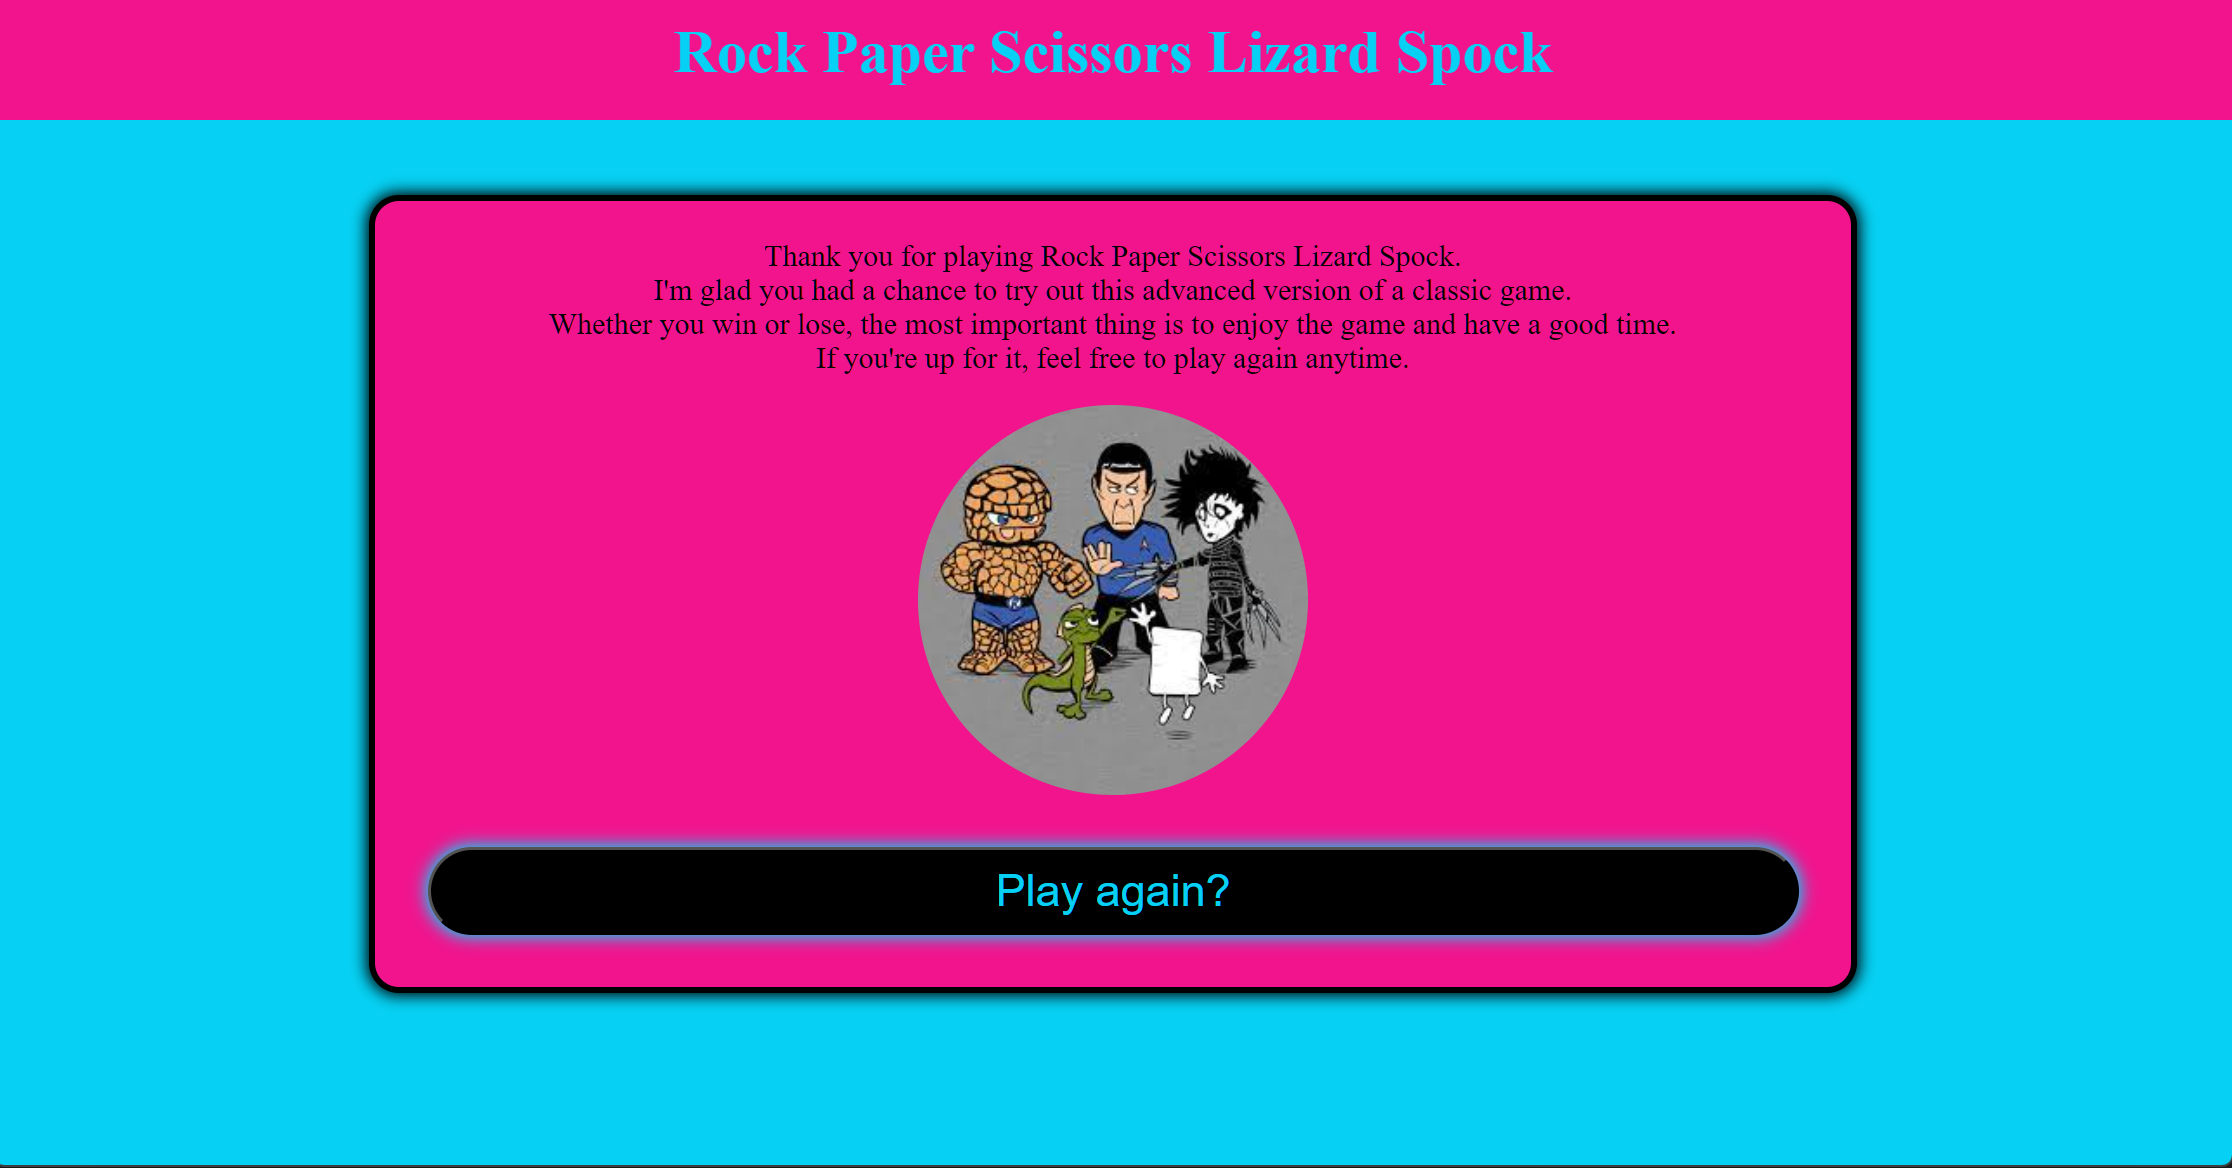 Rock Paper Scissors Lizard Spock
Thank you for playing Rock Paper Scissors Lizard Spock.
I'm glad you had a chance to try out this advanced version of a classic game.
Whether you win or lose, the most important thing is to enjoy the game and have a good time.
If you're up for it, feel free to play again anytime.
Play again?